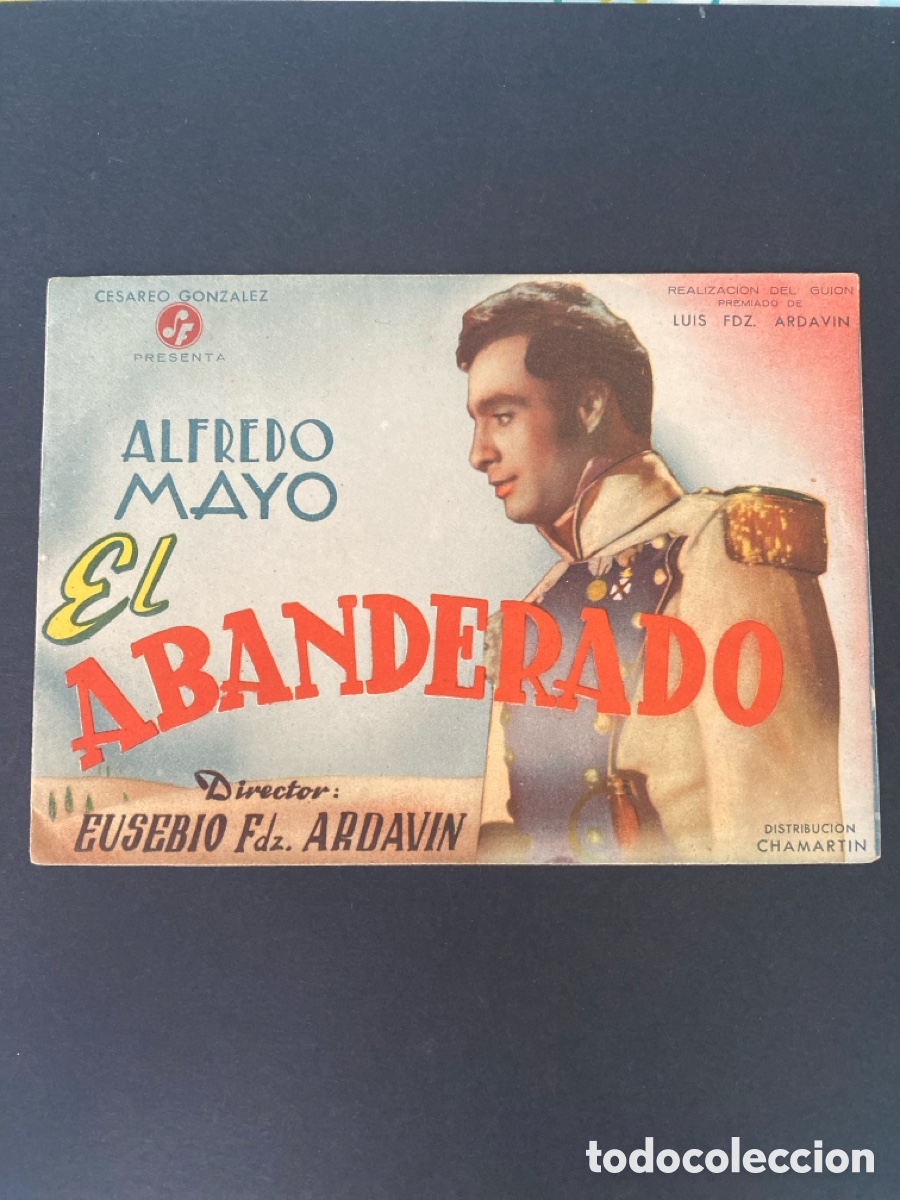 CESAREO GONZALEZ
SF
PRESENTA
REALIZACION DEL GUION
PREMIADO DE
LUIS FDZ. ARDAVIN
ALFREDO
MAYO
El
ABANDERADO
Director:
EUSEBIO Fdz. ARDAVIN
DISTRIBUCION
CHAMARTIN
todocoleccion